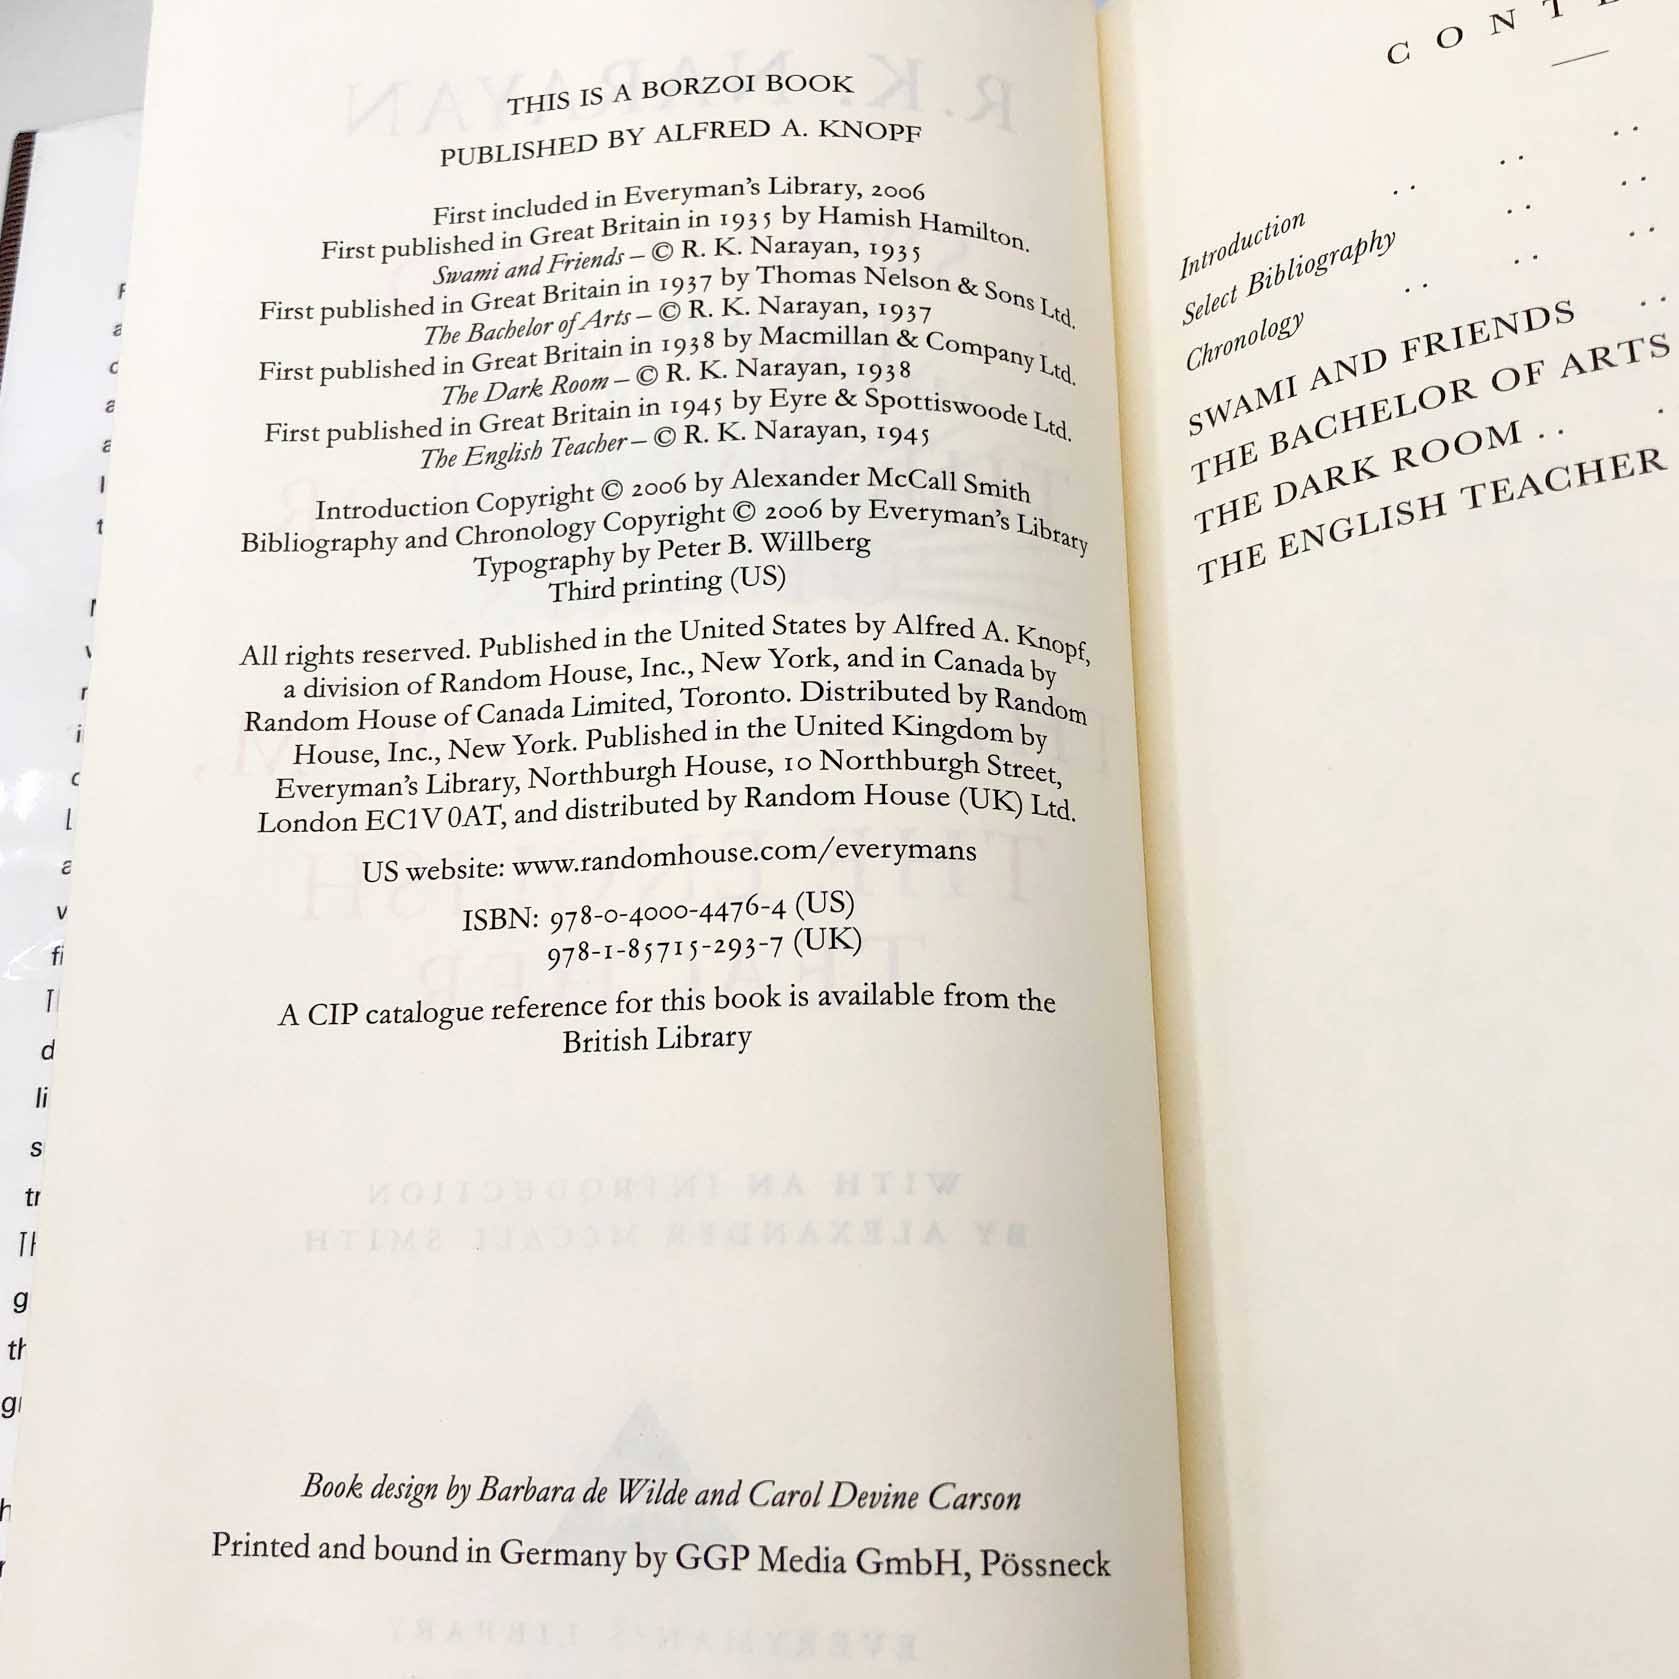 THIS IS A BORZOI BOOK
PUBLISHED BY ALFRED A. KNOPF
First included in Everyman's Library, 2006
First published in Great Britain in 1935 by Hamish Hamilton.
Swami and Friends – © R. K. Narayan, 1935
First published in Great Britain in 1937 by Thomas Nelson & Sons Ltd.
The Bachelor of Arts – © R. K. Narayan, 1937
First published in Great Britain in 1938 by Macmillan & Company Ltd.
The Dark Room – © R. K. Narayan, 1938
First published in Great Britain in 1945 by Eyre & Spottiswoode Ltd.
The English Teacher – © R. K. Narayan, 1945
Introduction Copyright © 2006 by Alexander McCall Smith
Bibliography and Chronology Copyright © 2006 by Everyman's Library
Typography by Peter B. Willberg
Third printing (US)
All rights reserved. Published in the United States by Alfred A. Knopf,
a division of Random House, Inc., New York, and in Canada by
Random House of Canada Limited, Toronto. Distributed by Random
House, Inc., New York. Published in the United Kingdom by
Everyman's Library, Northburgh House, 10 Northburgh Street,
London EC1V 0AT, and distributed by Random House (UK) Ltd.
US website: www.randomhouse.com/everymans
ISBN: 978-0-4000-4476-4 (US)
978-1-85715-293-7 (UK)
A CIP catalogue reference for this book is available from the
British Library
Book design by Barbara de Wilde and Carol Devine Carson
Printed and bound in Germany by GGP Media GmbH, Pössneck
CONT
Introduction .. .. ..
Select Bibliography .. ..
Chronology .. .. ..
SWAMI AND FRIENDS ..
THE BACHELOR OF ARTS
THE DARK ROOM .. .
THE ENGLISH TEACHER